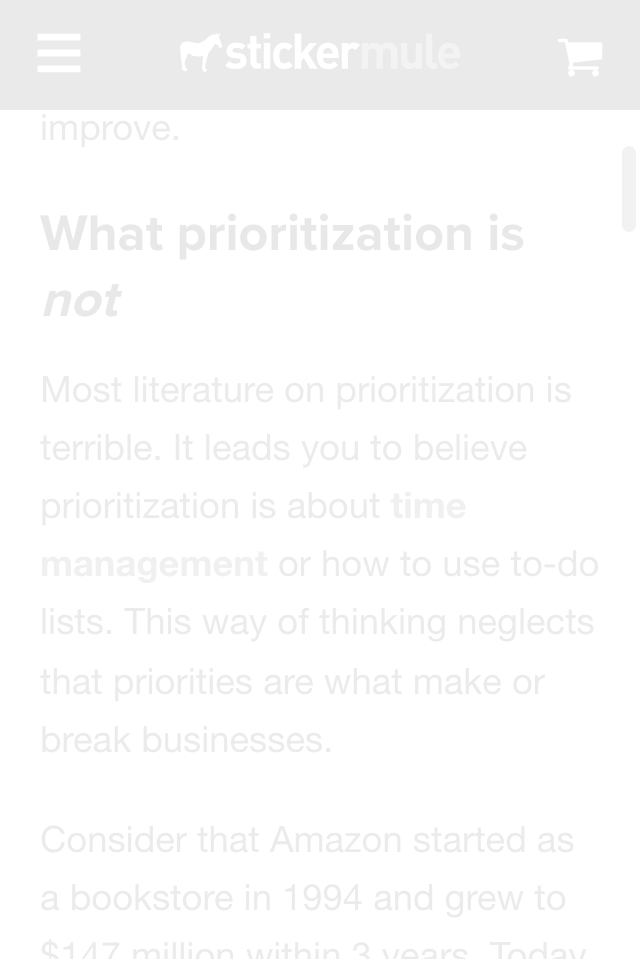 stickermule
improve.
What prioritization is
not
Most literature on prioritization is
terrible. It leads you to believe
prioritization is about time
management or how to use to-do
lists. This way of thinking neglects
that priorities are what make or
break businesses.
Consider that Amazon started as
a bookstore in 1994 and grew to
$147 million within 3 years. Today